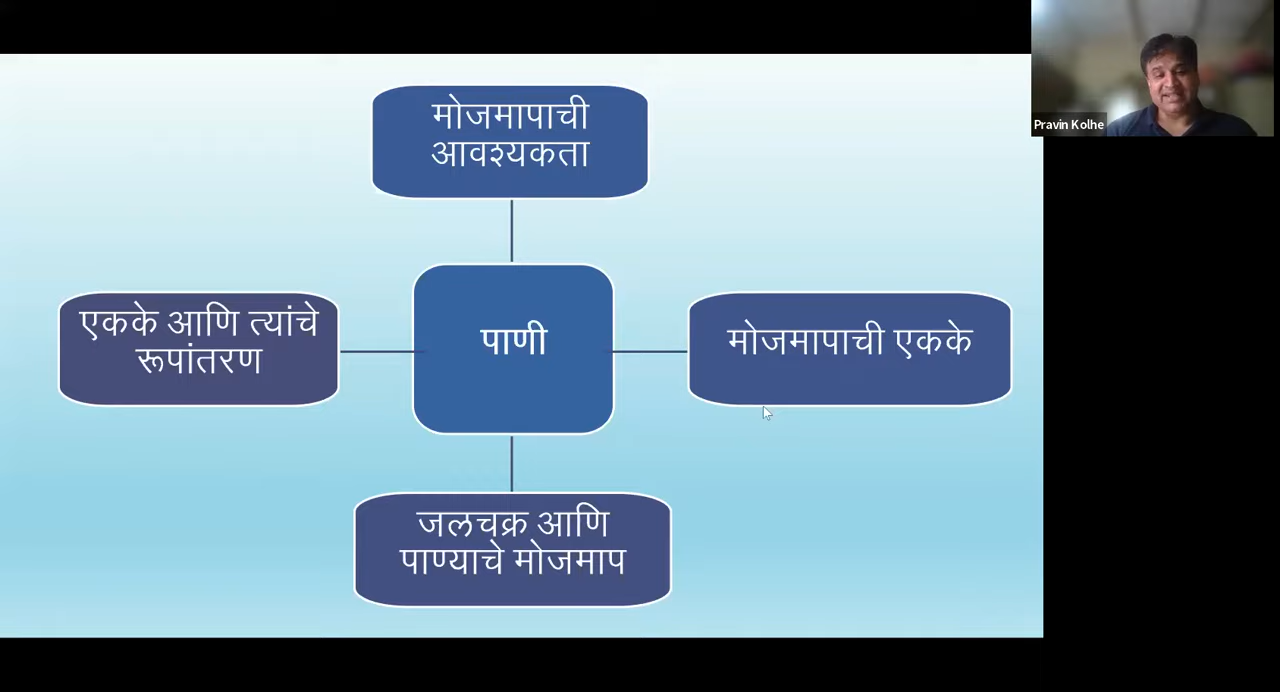 मोजमापाची
आवश्यकता
Pravin Kolhe
एकके आणि त्यांचे
रूपांतरण
पाणी
मोजमापाची एकके
जलचक्र आणि
पाण्याचे मोजमाप